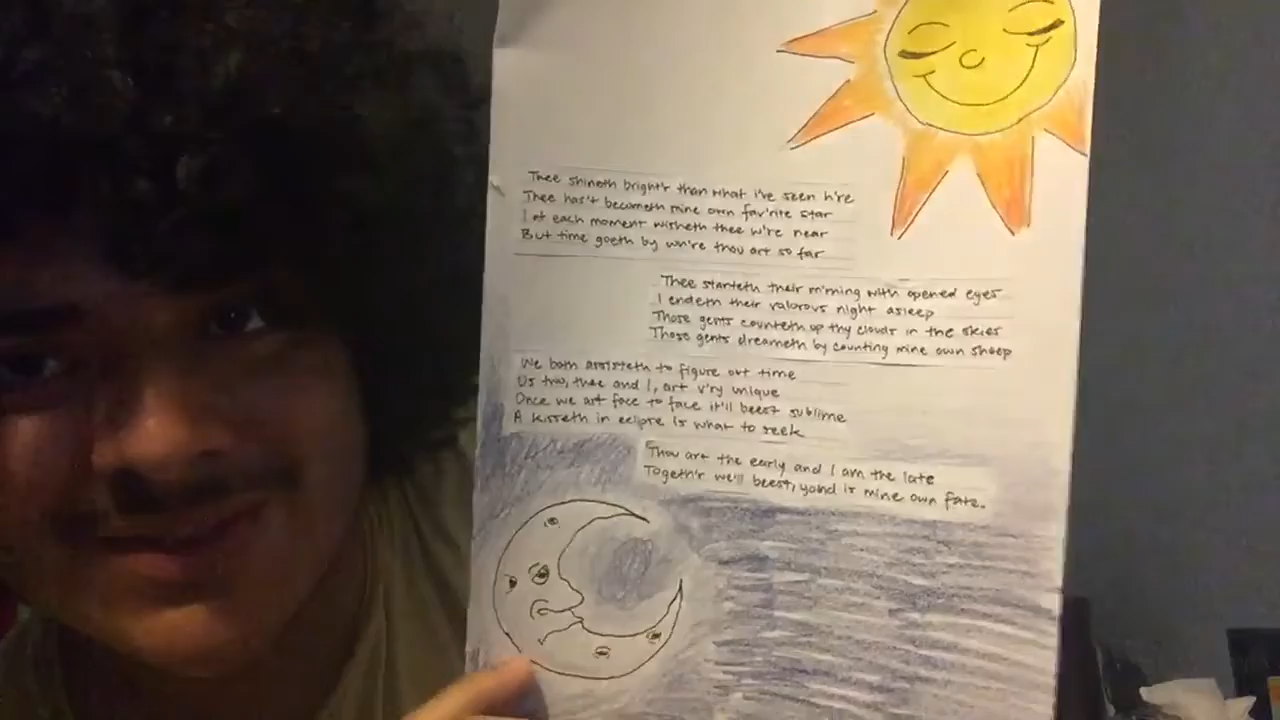 Thee shineth bright'r than what i've seen h're
Thee has't becometh mine own fav'rite star
I at each moment wisheth thee w're near
But time goeth by wh're thou art so far
Thee starteth their m'rning with opened eyes
I endeth their valorous night asleep
Those gents counteth up thy clouds in the skies
Those gents dreameth by counting mine own sheep
We both assisteth to figure out time
Us two, thee and I, art v'ry unique
Once we art face to face it'll beest sublime
A kisseth in eclipse is what to seek
Thou art the early and I am the late
Togeth'r we'll beest, yond is mine own fate.